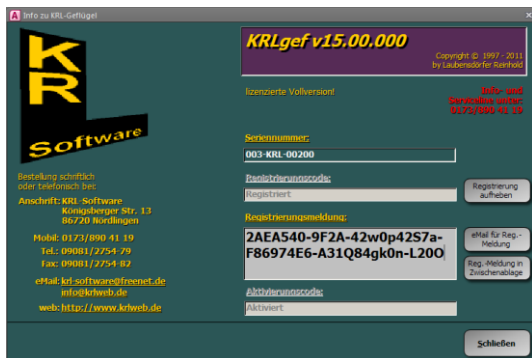 Info zu KRL-Geflügel
KR
Software
KRLgef v15.00.000
Copyright © 1997 - 2011
by Laubensdörfer Reinhold
lizenzierte Vollversion!
Info- und
Serviceline unter:
0173/890 41 19
Seriennummer:
003-KRL-00200
Registrierungscode:
Registriert
Registrierung
aufheben
Registrierungsmeldung:
2AEA540-9F2A-42w0p42S7a-
F86974E6-A31Q84gk0n-L20O
eMail für Reg.-
Meldung
Reg.-Meldung in
Zwischenablage
Aktivierungscode:
Aktiviert
Bestellung schriftlich
oder telefonisch bei:
Anschrift: KRL-Software
Königsberger Str. 13
86720 Nördlingen
Mobil: 0173/890 41 19
Tel.: 09081/2754-79
Fax: 09081/2754-82
eMail: krl-software@freenet.de
info@krlweb.de
web: http://www.krlweb.de
Schließen